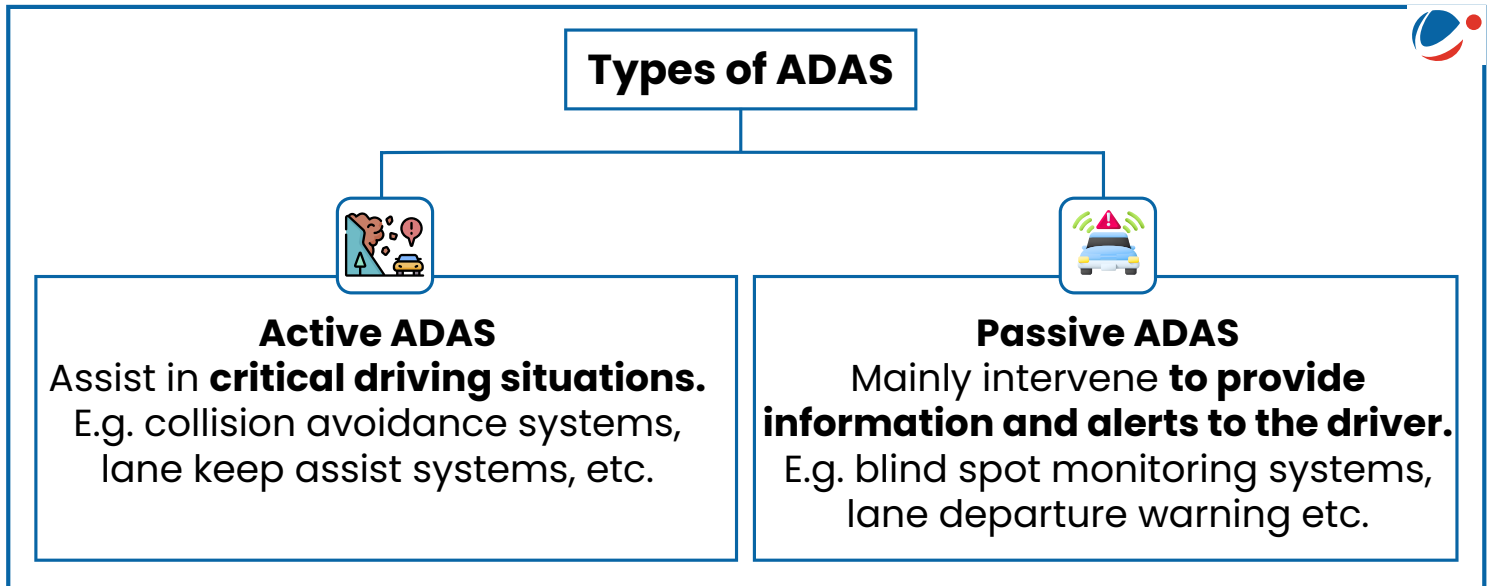 Types of ADAS
Active ADAS
Assist in critical driving situations.
E.g. collision avoidance systems,
lane keep assist systems, etc.
Passive ADAS
Mainly intervene to provide
information and alerts to the driver.
E.g. blind spot monitoring systems,
lane departure warning etc.